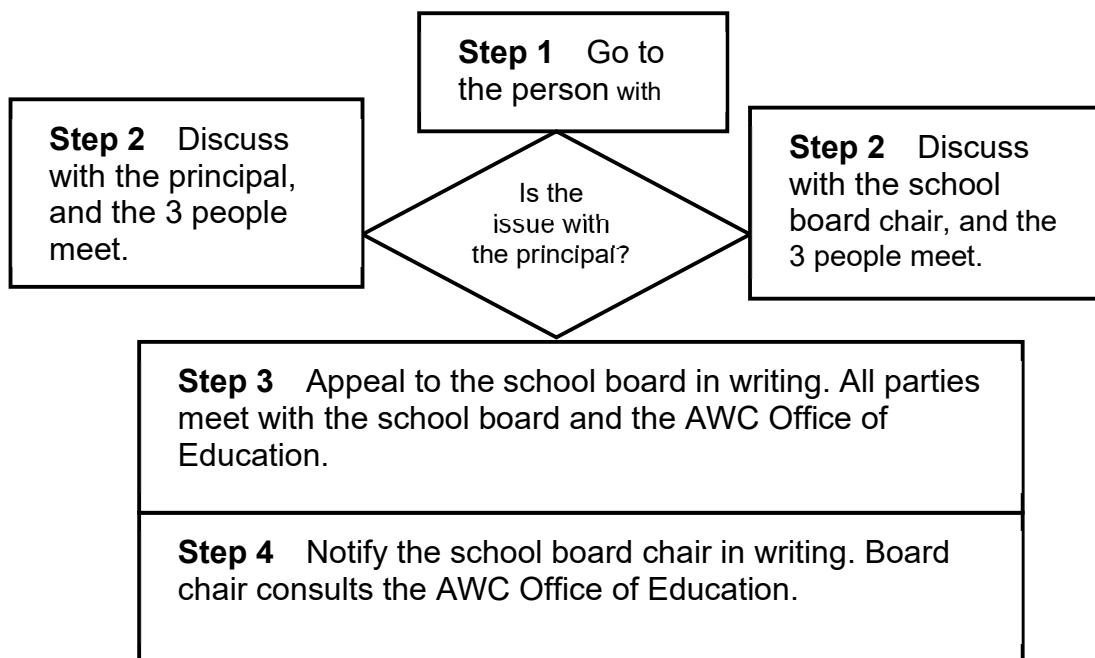 Step 1 Go to
the person with
Step 2 Discuss
with the principal,
and the 3 people
meet.
Is the
issue with
the principal?
Step 2 Discuss
with the school
board chair, and the
3 people meet.
Step 3 Appeal to the school board in writing. All parties
meet with the school board and the AWC Office of
Education.
Step 4 Notify the school board chair in writing. Board
chair consults the AWC Office of Education.